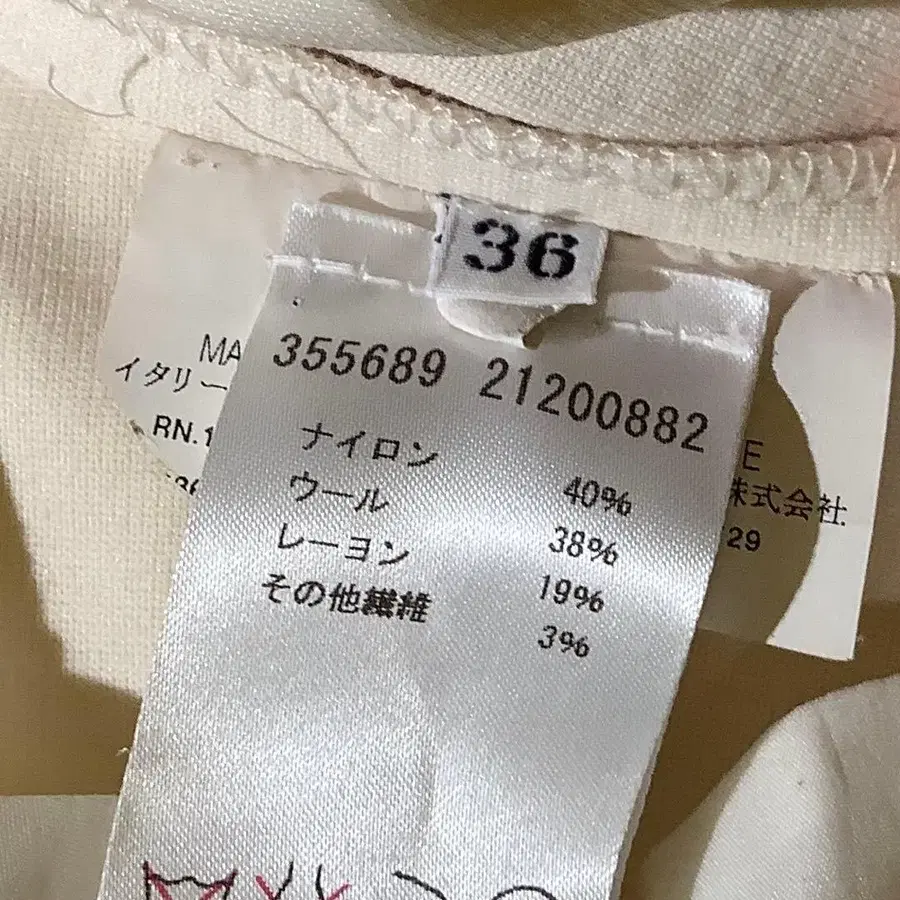 36
355689 21200882
ナイロン 40%
ウール 38%
レーヨン 19%
その他繊維 3%
MA
イタリー
RN.1
36
E
株式会社
29